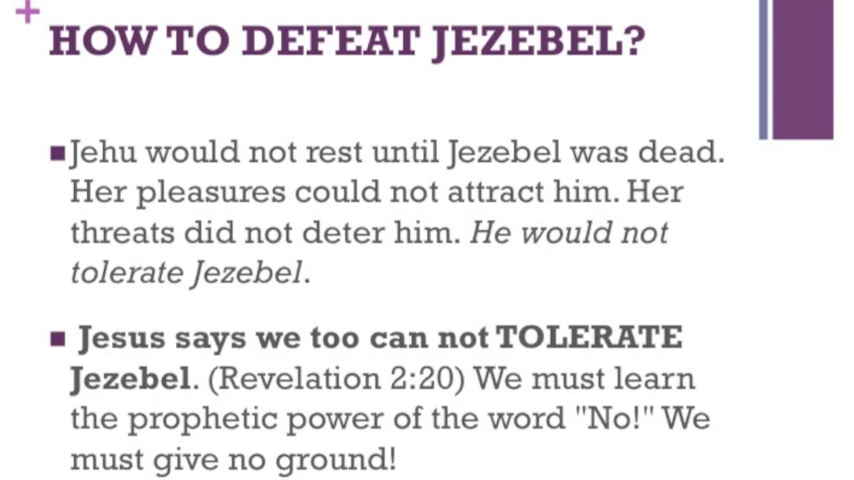 HOW TO DEFEAT JEZEBEL?
Jehu would not rest until Jezebel was dead.
Her pleasures could not attract him. Her
threats did not deter him. He would not
tolerate Jezebel.
Jesus says we too can not TOLERATE
Jezebel. (Revelation 2:20) We must learn
the prophetic power of the word "No!" We
must give no ground!